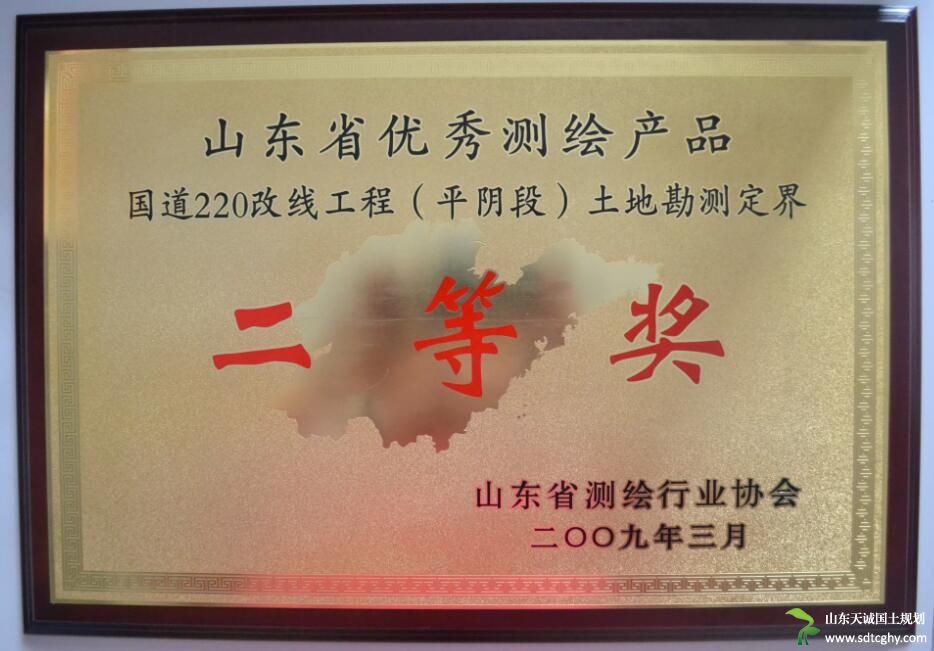 山东省优秀测绘产品
国道220改线工程（平阴段）土地勘测定界
二等奖
山东省测绘行业协会
二〇〇九年三月
山东天诚国土规划
www.sdtcghy.com